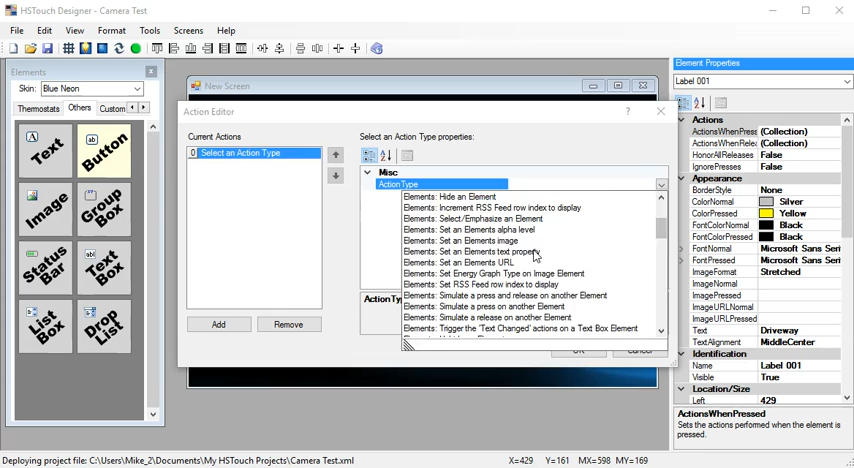 HSTouch Designer - Camera Test
File Edit View Format Tools Screens Help
Elements
Skin: Blue Neon
Thermostats Others Custom
A Text
ab Button
Image
Group Box
Status Bar
Text Box
List Box
Drop List
New Screen
Action Editor ?
Current Actions
0 Select an Action Type
Add Remove
Select an Action Type properties:
Misc
ActionType
Elements: Hide an Element
Elements: Increment RSS Feed row index to display
Elements: Select/Emphasize an Element
Elements: Set an Elements alpha level
Elements: Set an Elements image
Elements: Set an Elements text property
Elements: Set an Elements URL
Elements: Set Energy Graph Type on Image Element
Elements: Set RSS Feed row index to display
Elements: Simulate a press and release on another Element
Elements: Simulate a press on another Element
Elements: Simulate a release on another Element
Elements: Trigger the 'Text Changed' actions on a Text Box Element
ActionTy
Element Properties
Label 001
Actions
ActionsWhenPress (Collection)
ActionsWhenRelea (Collection)
HonorAllReleases False
IgnorePresses False
Appearance
BorderStyle None
ColorNormal Silver
ColorPressed Yellow
FontColorNormal Black
FontColorPressed Black
FontNormal Microsoft Sans Seri
FontPressed Microsoft Sans Seri
ImageFormat Stretched
ImageNormal
ImagePressed
ImageURLNormal
ImageURLPressed
Text Driveway
TextAlignment MiddleCenter
Identification
Name Label 001
Visible True
Location/Size
Left 429
ActionsWhenPressed
Sets the actions performed when the element is
pressed.
Deploying project file: C:\Users\Mike_2\Documents\My HSTouch Projects\Camera Test.xml X=429 Y=161 MX=598 MY=169